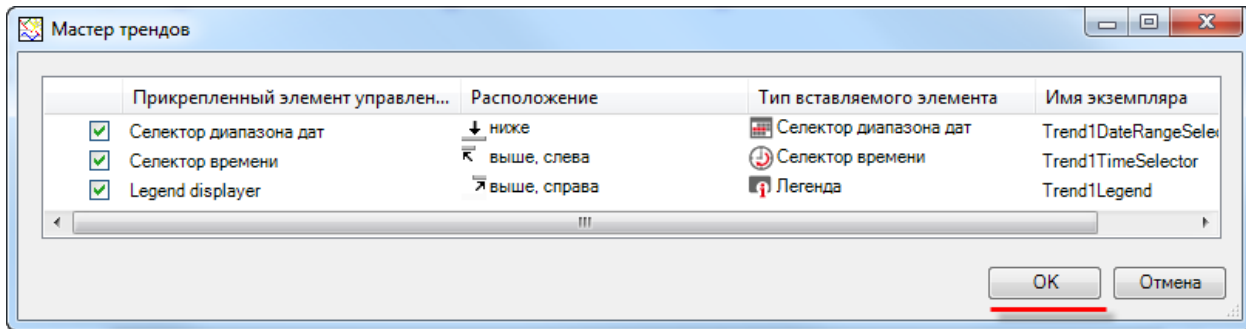 Мастер трендов
Прикрепленный элемент управлен... Расположение Тип вставляемого элемента Имя экземпляра
Селектор диапазона дат ниже Селектор диапазона дат Trend1DateRangeSelec
Селектор времени выше, слева Селектор времени Trend1TimeSelector
Legend displayer выше, справа Легенда Trend1Legend
OK Отмена